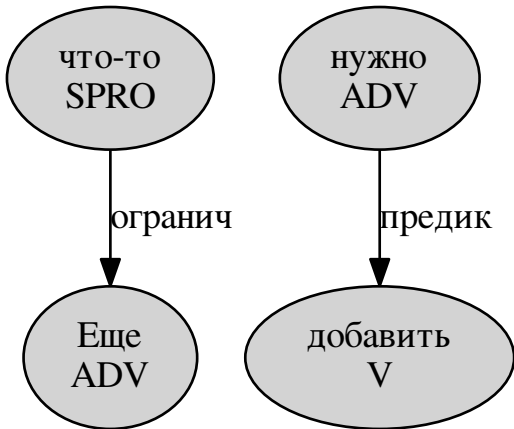 что-то
SPRO
нужно
ADV
огранич
предик
Еще
ADV
добавить
V